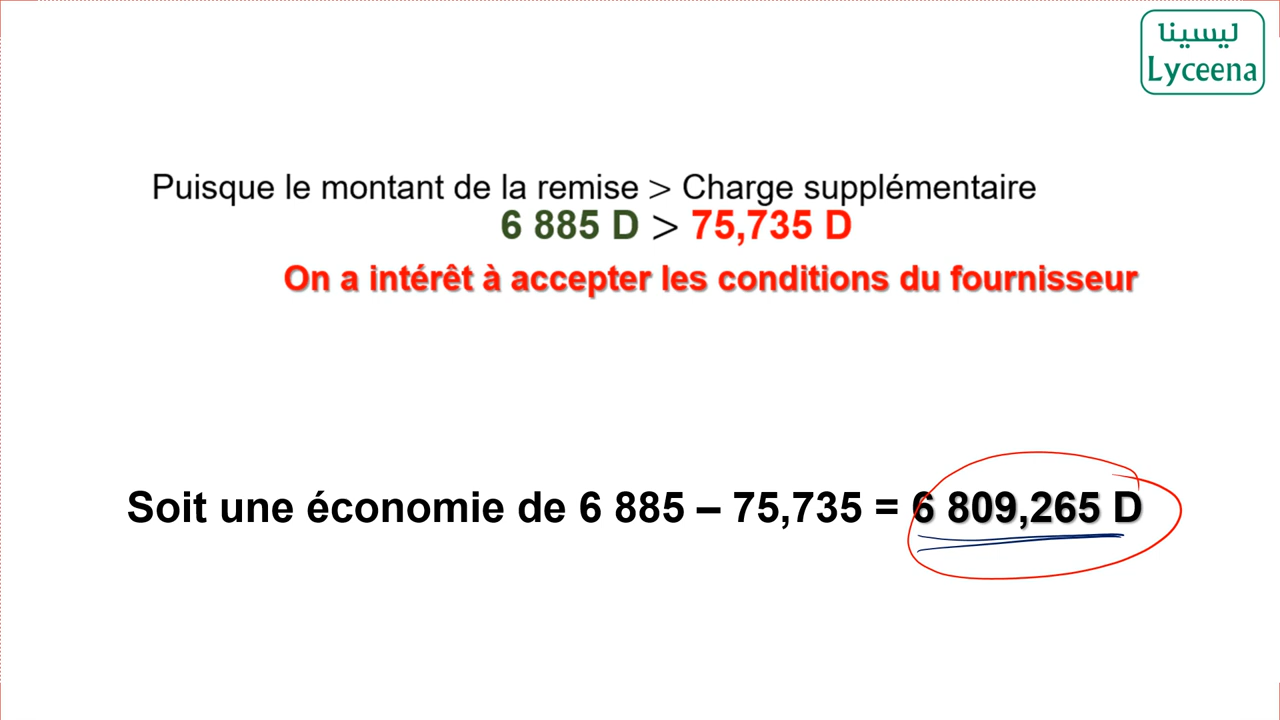 ليسينا
Lyceena
Puisque le montant de la remise > Charge supplémentaire
6 885 D > 75,735 D
On a intérêt à accepter les conditions du fournisseur
Soit une économie de 6 885 – 75,735 = 6 809,265 D